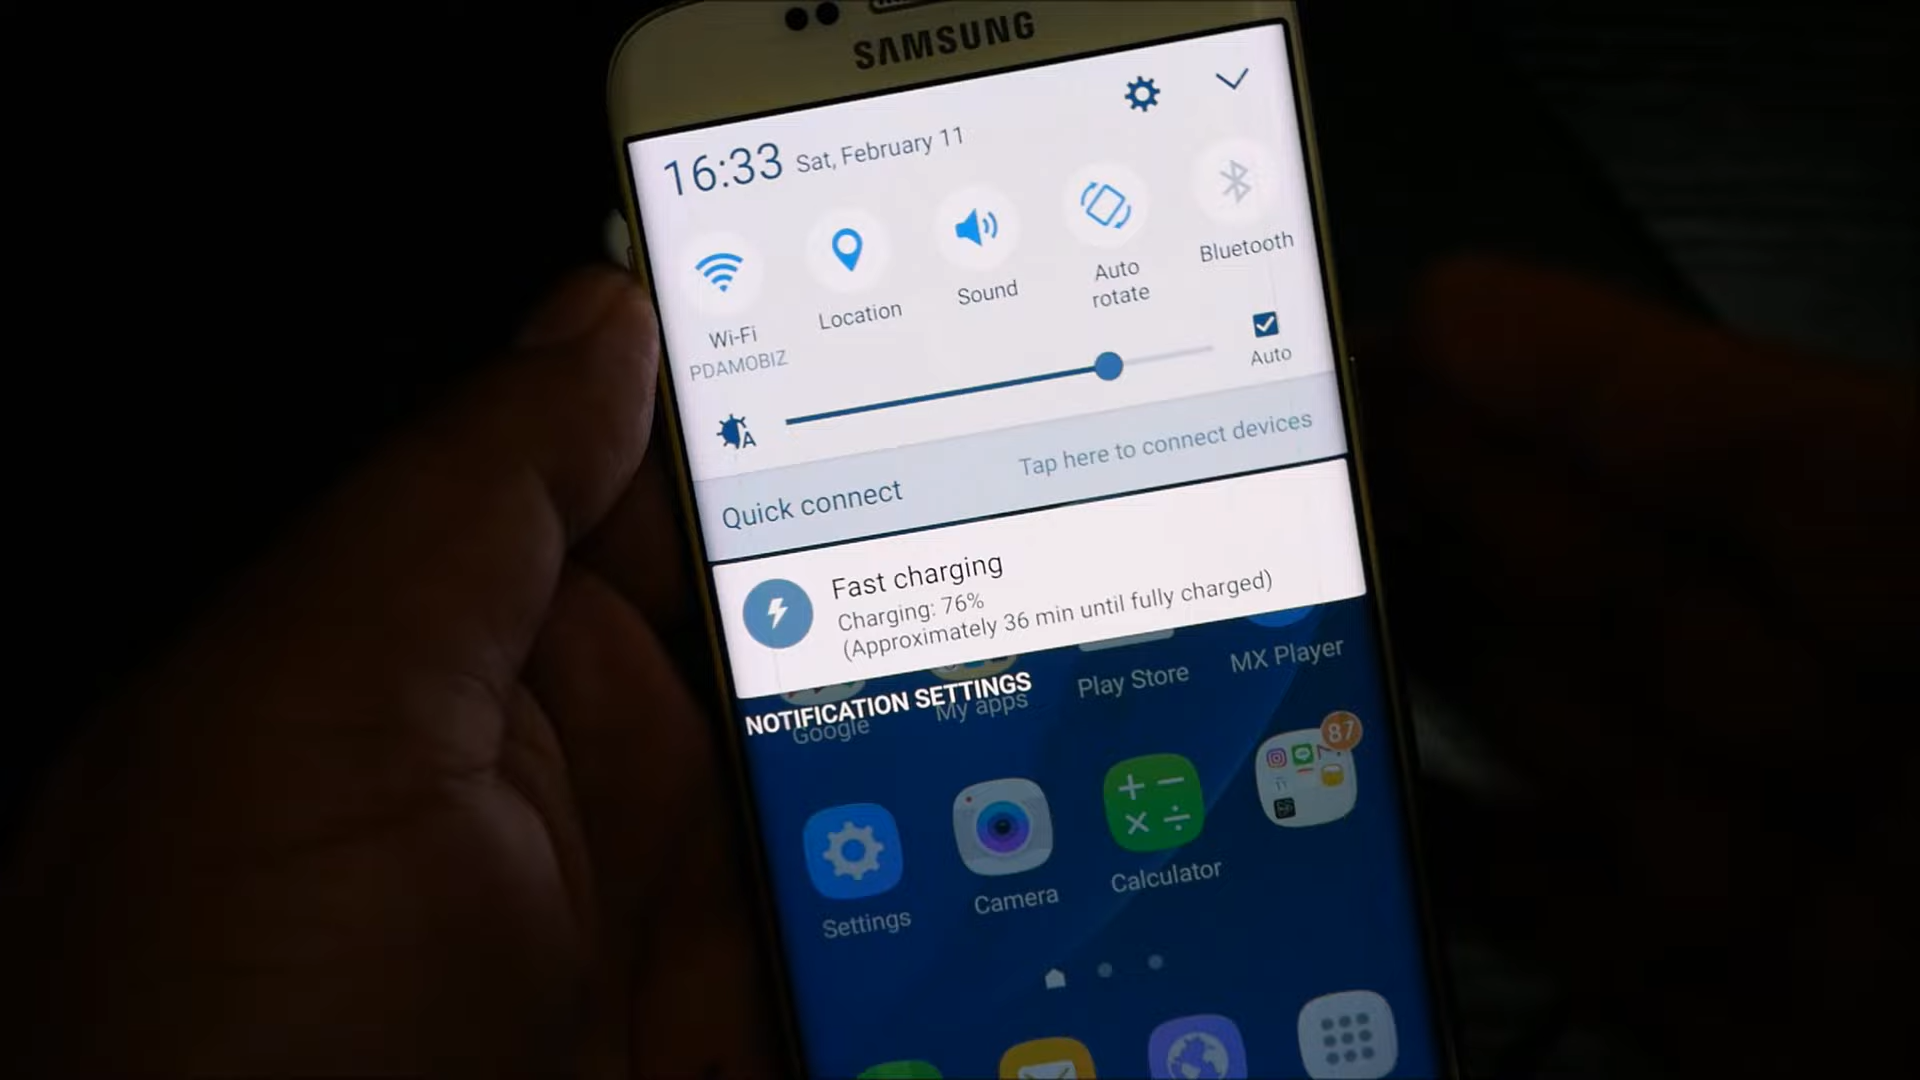 SAMSUNG
16:33 Sat, February 11
Wi-Fi
PDAMOBIZ
Location
Sound
Auto
rotate
Bluetooth
A
Auto
Quick connect
Tap here to connect devices
Fast charging
Charging: 76%
(Approximately 36 min until fully charged)
NOTIFICATION SETTINGS
Google
My apps
Play Store
MX Player
87
Settings
Camera
Calculator